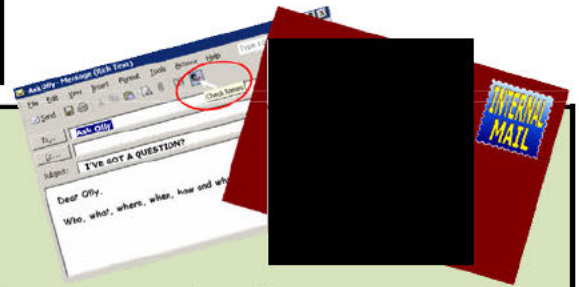 Ask Olly - Message (Rich Text)
File Edit View Insert Format Tools Actions Help
Send
Check Names
To... Ask Olly
Cc...
Subject: I'VE GOT A QUESTION?
Dear Olly,
Who, what, where, when, how and
INTERNAL
MAIL